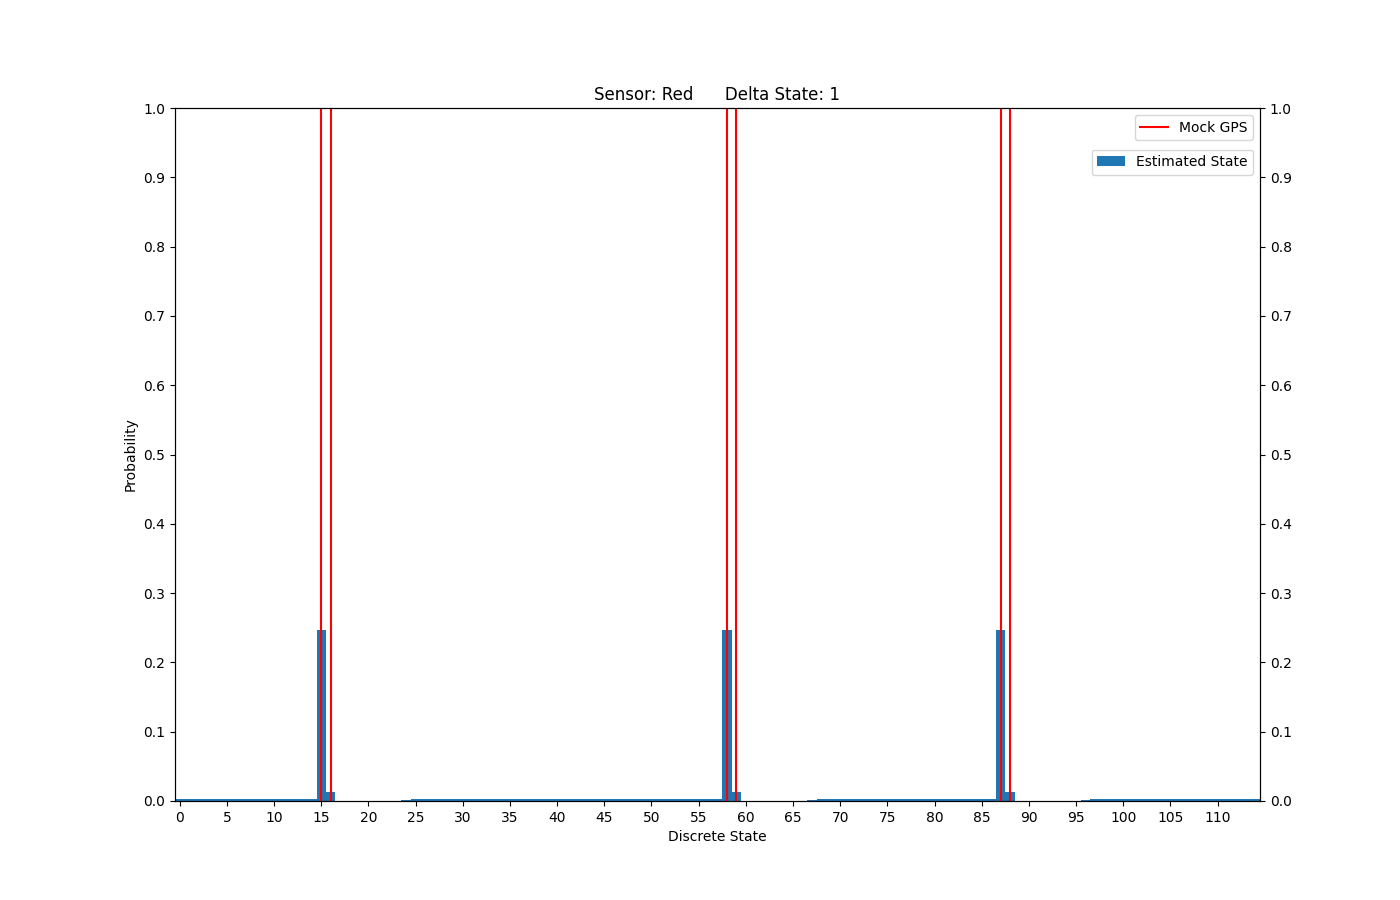 Sensor: Red Delta State: 1
1.0 1.0
Mock GPS
Estimated State
0.9 0.9
0.8 0.8
0.7 0.7
0.6 0.6
0.5 0.5
0.4 0.4
0.3 0.3
0.2 0.2
0.1 0.1
0.0 0.0
Probability
0 5 10 15 20 25 30 35 40 45 50 55 60 65 70 75 80 85 90 95 100 105 110
Discrete State